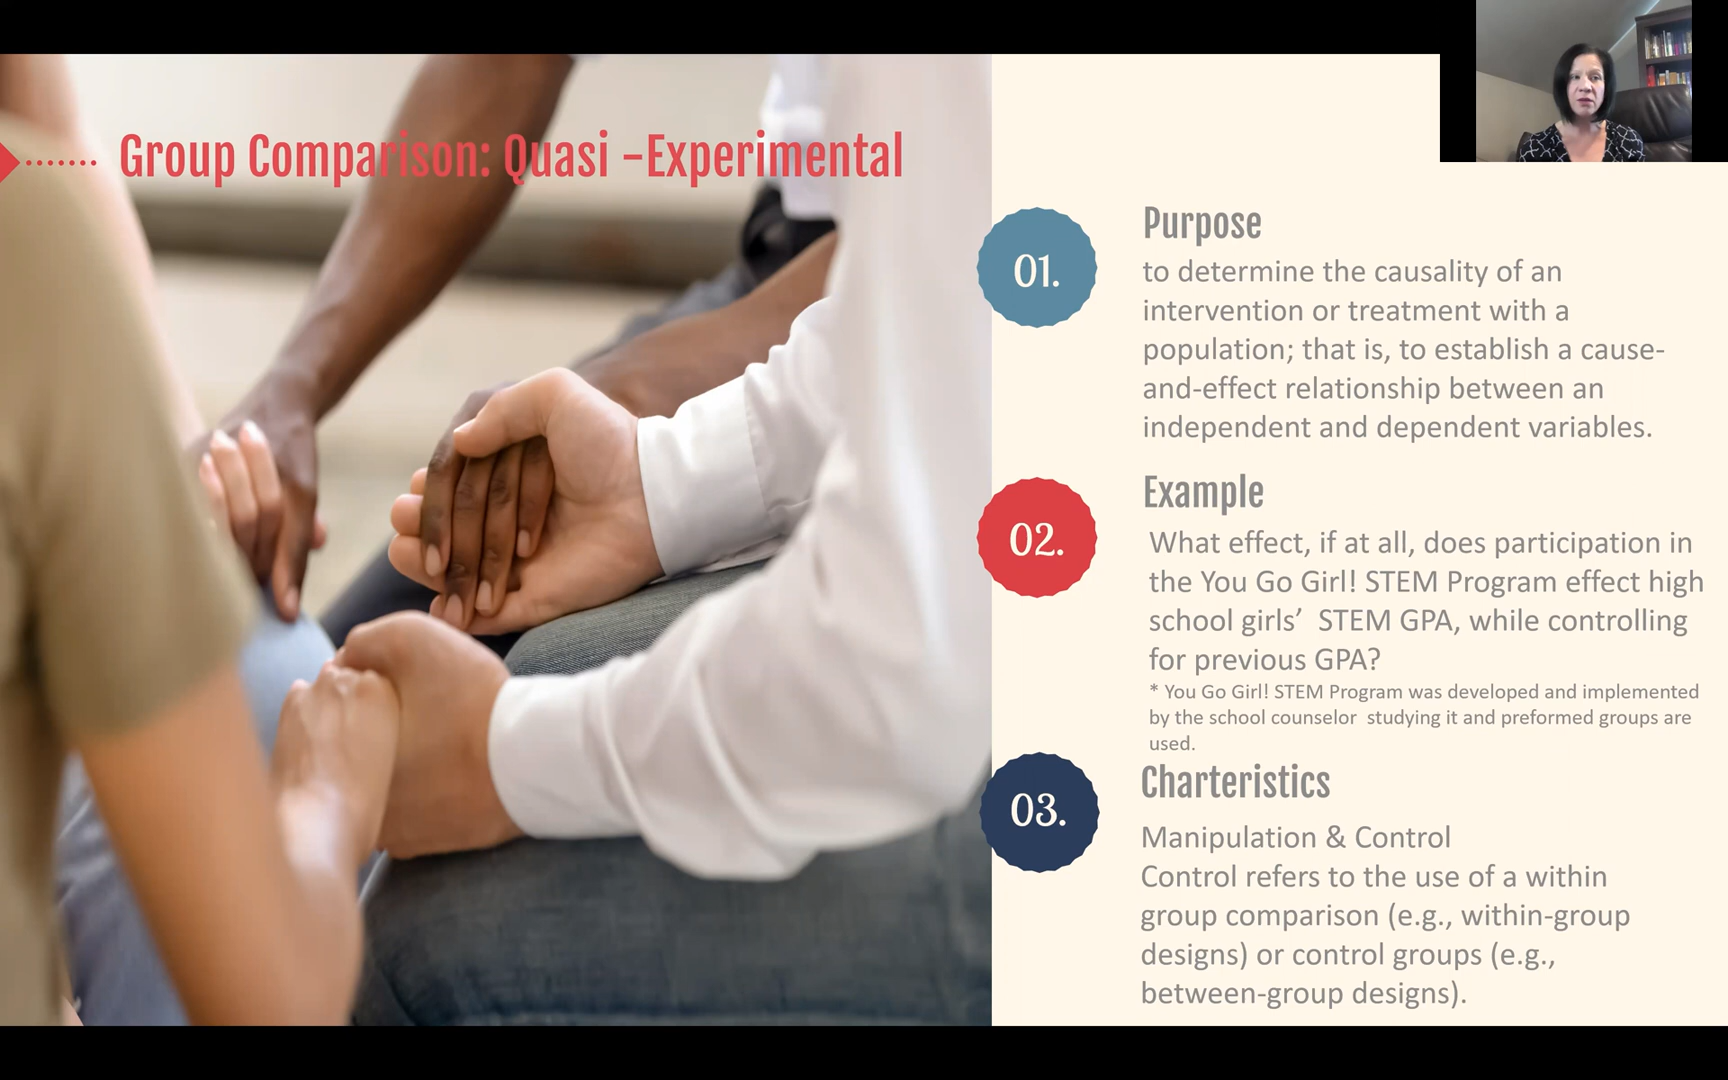 Group Comparison: Quasi –Experimental
01.
Purpose
to determine the causality of an
intervention or treatment with a
population; that is, to establish a cause-
and-effect relationship between an
independent and dependent variables.
02.
Example
What effect, if at all, does participation in
the You Go Girl! STEM Program effect high
school girls’  STEM GPA, while controlling
for previous GPA?
* You Go Girl! STEM Program was developed and implemented
by the school counselor  studying it and preformed groups are
used.
03.
Charteristics
Manipulation & Control
Control refers to the use of a within
group comparison (e.g., within-group
designs) or control groups (e.g.,
between-group designs).